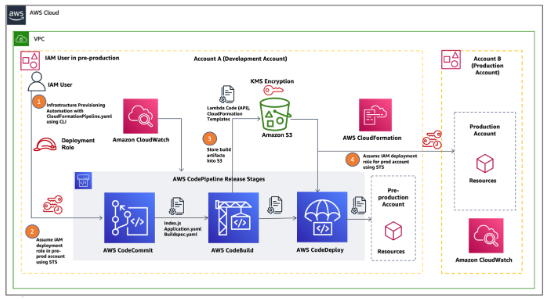 aws
AWS Cloud
VPC
IAM User in pre-production
Account A (Development Account)
Account B
(Production
Account)
IAM User
1
Infrastructure Provisioning
Automation with
CloudFormationPipeline.yaml
using CLI
Deployment
Role
Amazon CloudWatch
Lambda Code (API),
CloudFormation
Templates
KMS Encryption
Amazon S3
3
Store build
artifacts
into S3
AWS CloudFormation
4
Assume IAM deployment
role for prod account
using STS
Production
Account
Resources
AWS CodePipeline Release Stages
2
Assume IAM
deployment
role in pre-
prod account
using STS
AWS CodeCommit
Index.js
Application.yaml
Buildspec.yaml
AWS CodeBuild
AWS CodeDeploy
Pre-
production
Account
Resources
Amazon CloudWatch